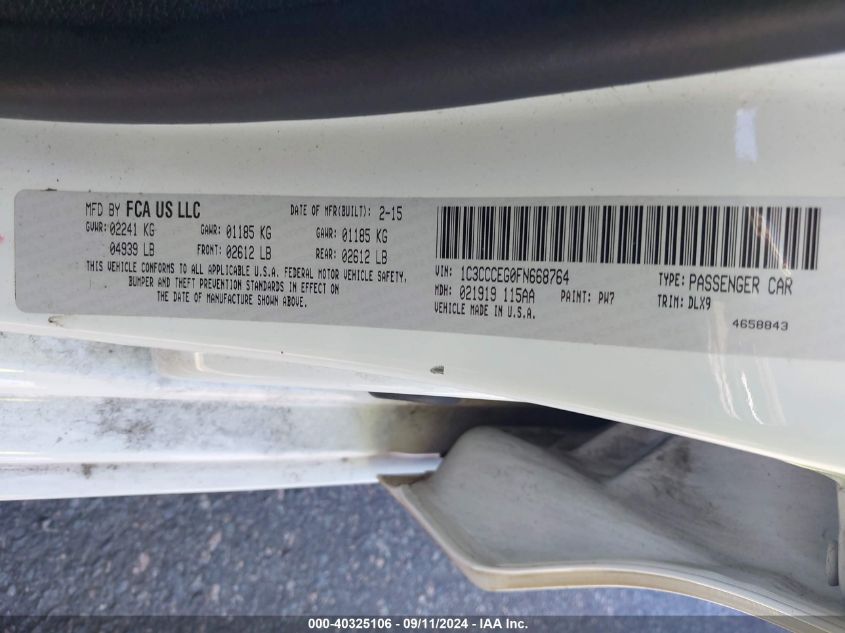 MFD BY FCA US LLC DATE OF MFR(BUILT): 2-15
GVWR: 02241 KG GAWR: 01185 KG GAWR: 01185 KG
04939 LB FRONT: 02612 LB REAR: 02612 LB
THIS VEHICLE CONFORMS TO ALL APPLICABLE U.S.A. FEDERAL MOTOR VEHICLE SAFETY,
BUMPER AND THEFT PREVENTION STANDARDS IN EFFECT ON
THE DATE OF MANUFACTURE SHOWN ABOVE.
VIN: 1C3CCCEG0FN668764 TYPE: PASSENGER CAR
MDH: 021919 115AA PAINT: PW7 TRIM: DLX9
VEHICLE MADE IN U.S.A. 4658843
000-40325106 - 09/11/2024 - IAA Inc.